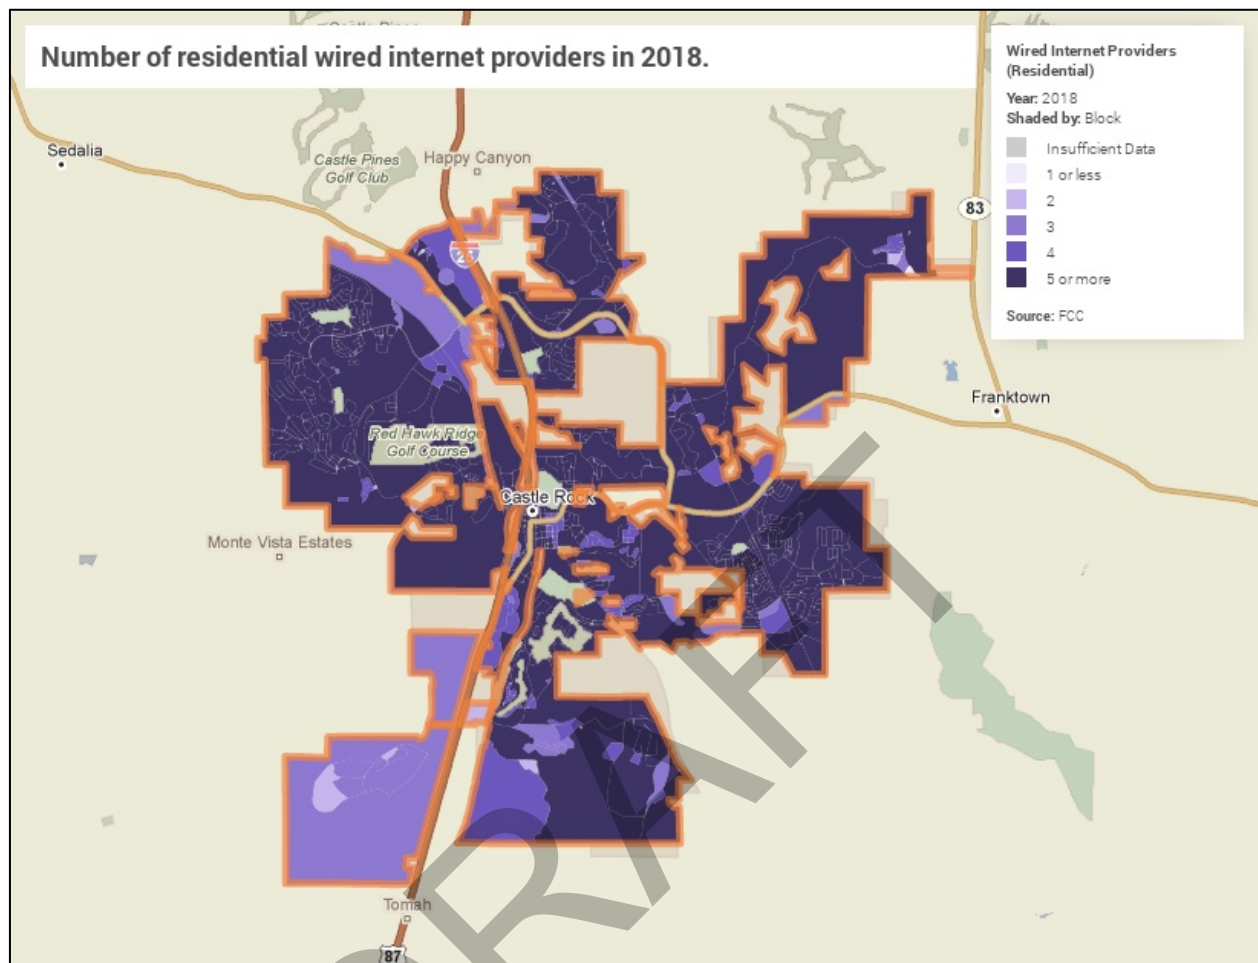 Number of residential wired internet providers in 2018.
Wired Internet Providers
(Residential)
Year: 2018
Shaded by: Block
Insufficient Data
1 or less
2
3
4
5 or more
Source: FCC
Sedalia
Castle Pines
Golf Club
Happy Canyon
25
83
Franktown
Red Hawk Ridge
Golf Course
Castle Rock
Monte Vista Estates
Tomah
87
DRAFT